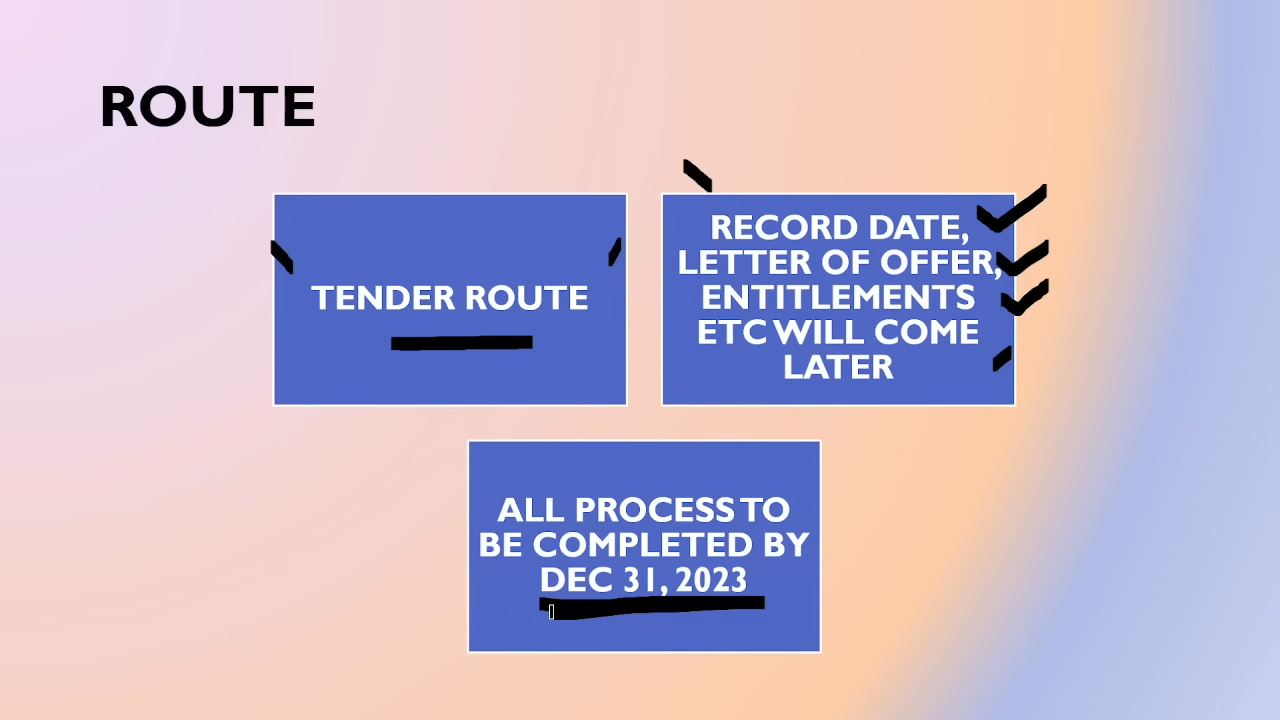 ROUTE
TENDER ROUTE
RECORD DATE,
LETTER OF OFFER,
ENTITLEMENTS
ETC WILL COME
LATER
ALL PROCESS TO
BE COMPLETED BY
DEC 31, 2023